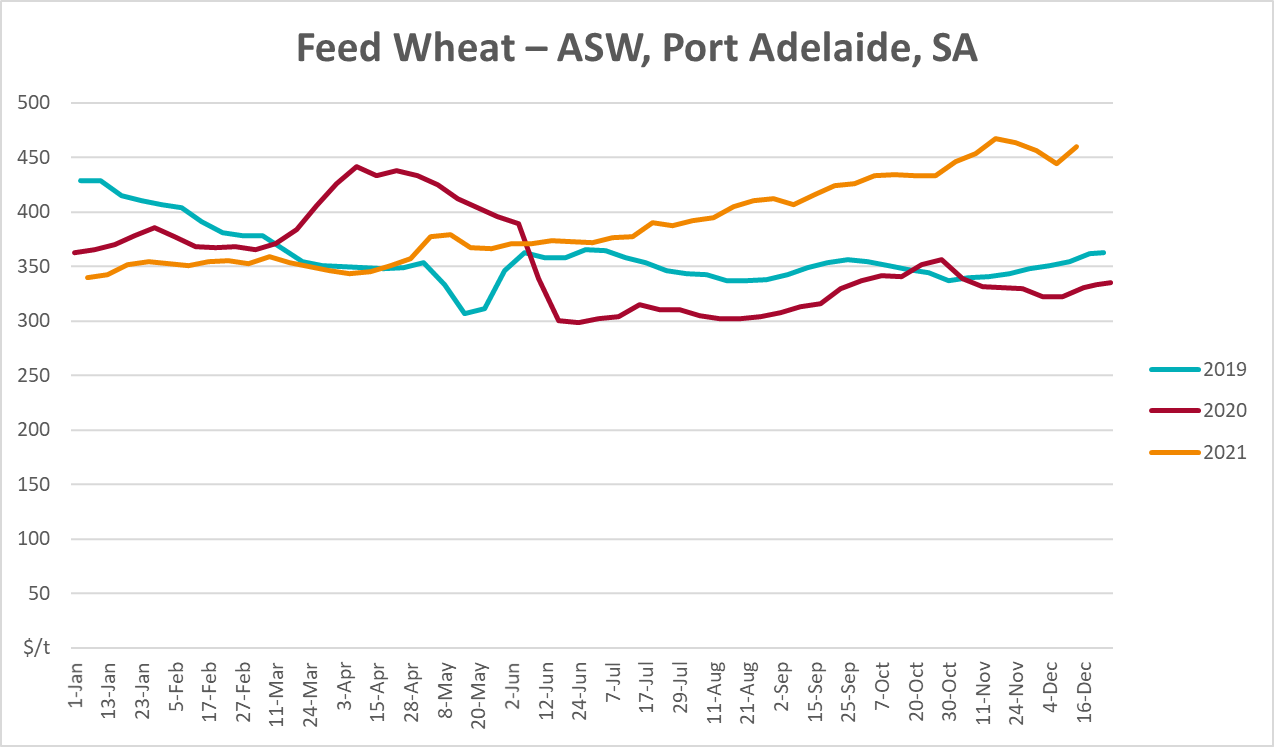 Feed Wheat – ASW, Port Adelaide, SA
500
450
400
350
300
250
200
150
100
50
$/t
1-Jan
13-Jan
23-Jan
5-Feb
17-Feb
27-Feb
11-Mar
24-Mar
3-Apr
15-Apr
28-Apr
8-May
20-May
2-Jun
12-Jun
24-Jun
7-Jul
17-Jul
29-Jul
11-Aug
21-Aug
2-Sep
15-Sep
25-Sep
7-Oct
20-Oct
30-Oct
11-Nov
24-Nov
4-Dec
16-Dec
2019
2020
2021